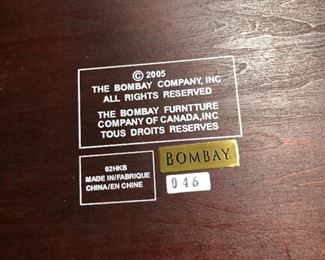 © 2005
THE BOMBAY COMPANY, INC
ALL RIGHTS RESERVED
THE BOMBAY FURNTTURE
COMPANY OF CANADA,INC
TOUS DROITS RESERVES
62HKB
MADE IN/FABRIQUE
CHINA/EN CHINE
BOMBAY
046